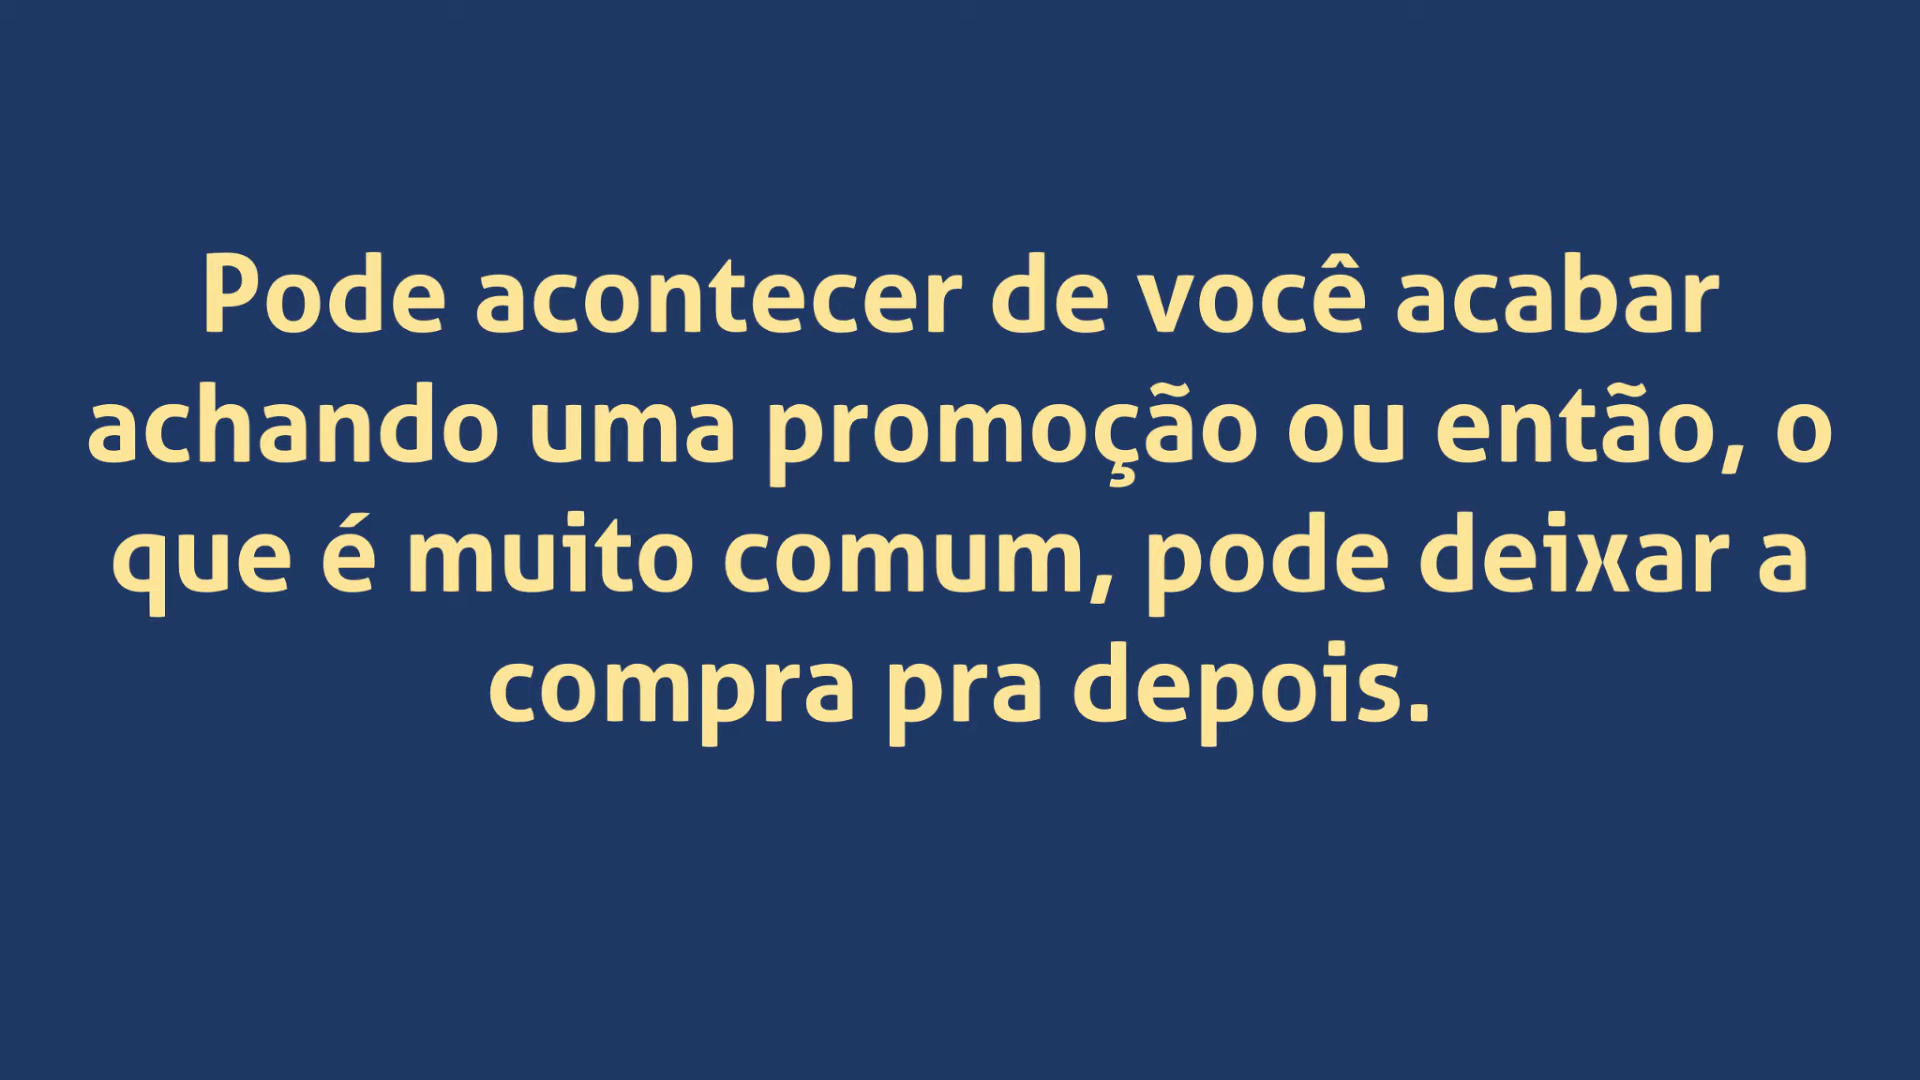 Pode acontecer de você acabar
achando uma promoção ou então, o
que é muito comum, pode deixar a
compra pra depois.